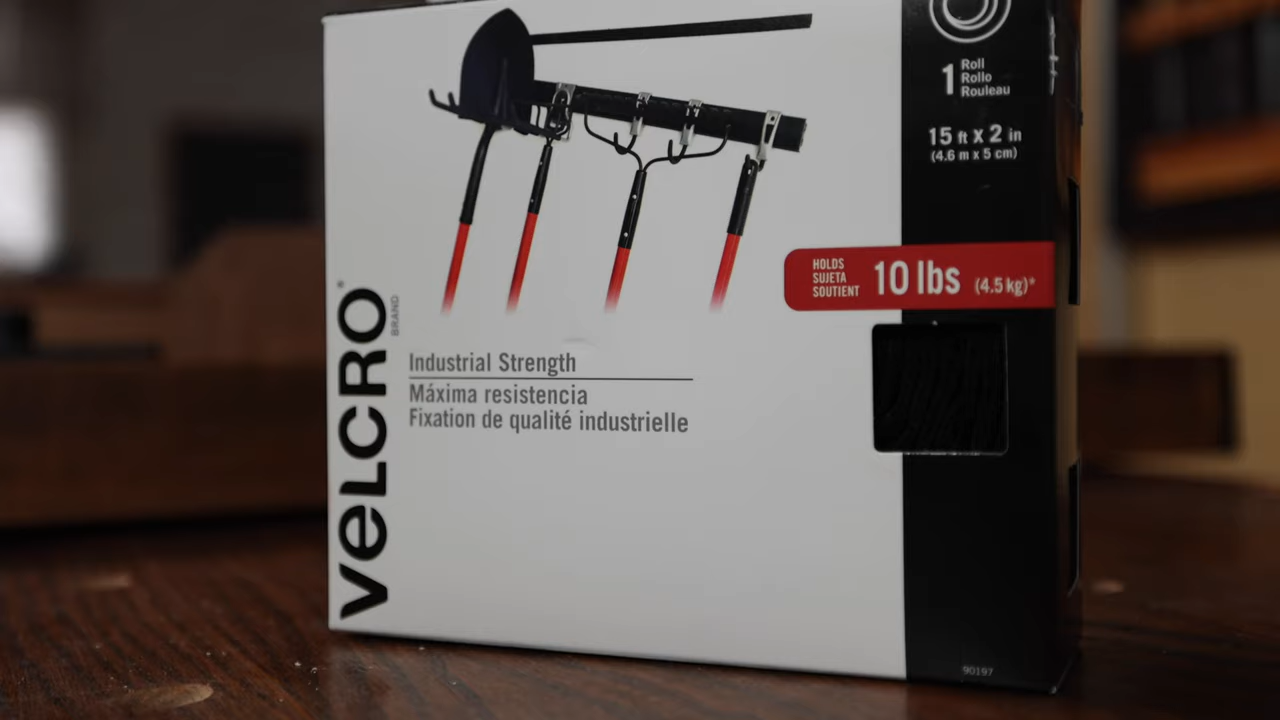 1 Roll
Rollo
Rouleau
15 ft x 2 in
(4.6 m x 5 cm)
HOLDS
SUJETA
SOUTIENT
10 lbs (4.5 kg)*
VELCRO®
BRAND
Industrial Strength
Máxima resistencia
Fixation de qualité industrielle
90197